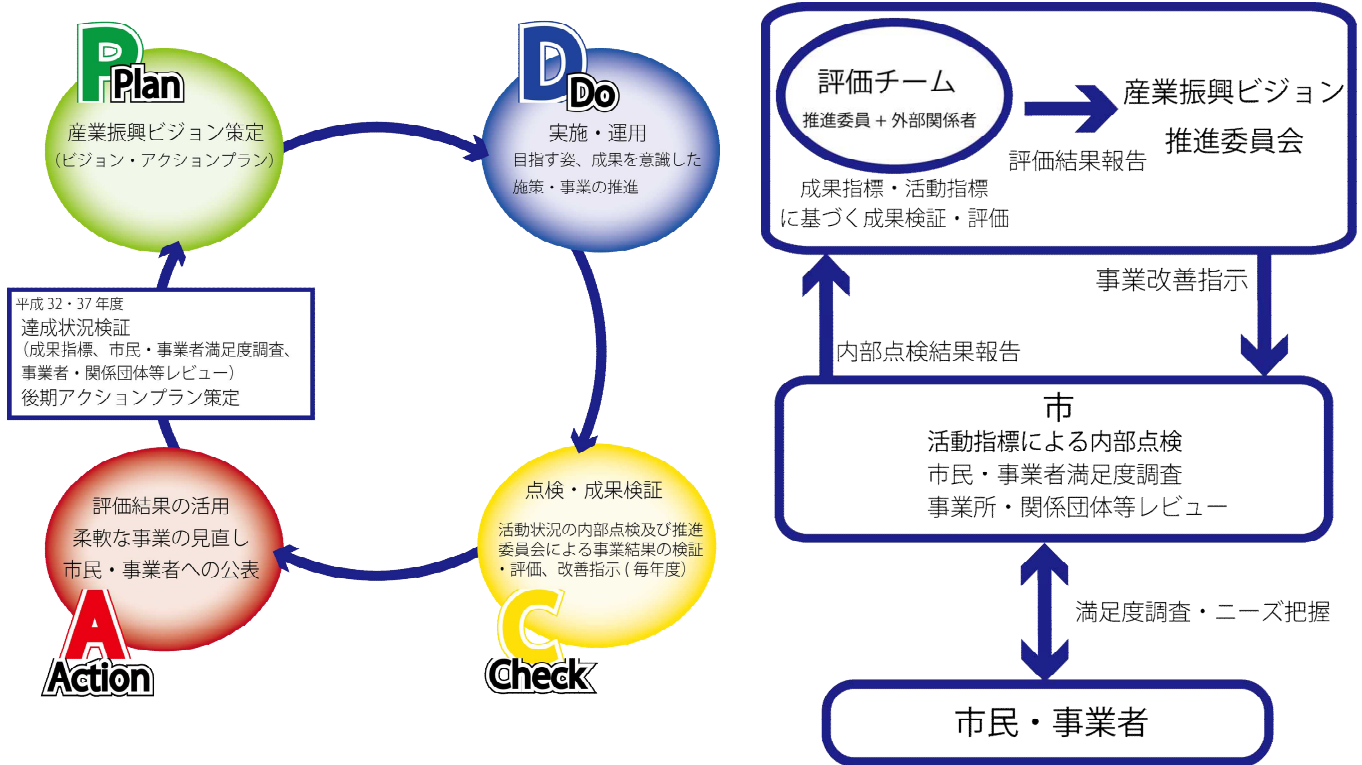 P
Plan
産業振興ビジョン策定
(ビジョン・アクションプラン)
D
Do
実施・運用
目指す姿、成果を意識した
施策・事業の推進
平成 32・37 年度
達成状況検証
(成果指標、市民・事業者満足度調査、
事業者・関係団体等レビュー)
後期アクションプラン策定
評価結果の活用
柔軟な事業の見直し
市民・事業者への公表
A
Action
点検・成果検証
活動状況の内部点検及び推進
委員会による事業結果の検証
・評価、改善指示 ( 毎年度)
C
Check
評価チーム
推進委員 + 外部関係者
成果指標・活動指標
に基づく成果検証・評価
評価結果報告
産業振興ビジョン
推進委員会
事業改善指示
内部点検結果報告
市
活動指標による内部点検
市民・事業者満足度調査
事業所・関係団体等レビュー
満足度調査・ニーズ把握
市民・事業者